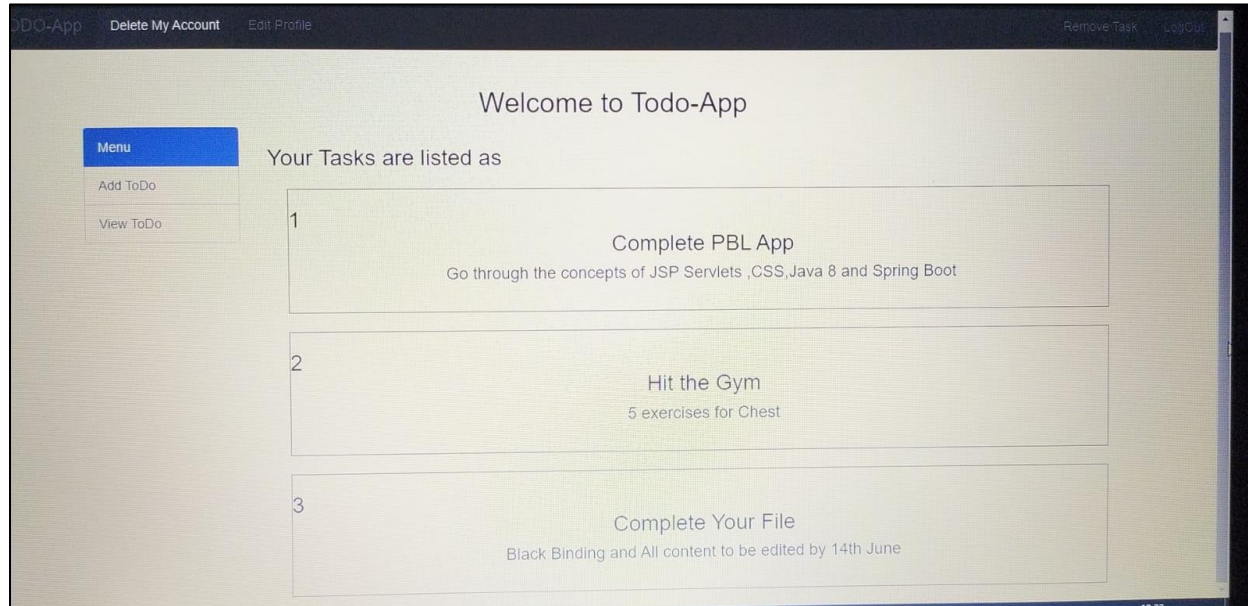 Delete My Account Edit Profile Remove Task LogOut
Welcome to Todo-App
Menu
Your Tasks are listed as
Add ToDo
View ToDo
1
Complete PBL App
Go through the concepts of JSP Servlets ,CSS,Java 8 and Spring Boot
2
Hit the Gym
5 exercises for Chest
3
Complete Your File
Black Binding and All content to be edited by 14th June